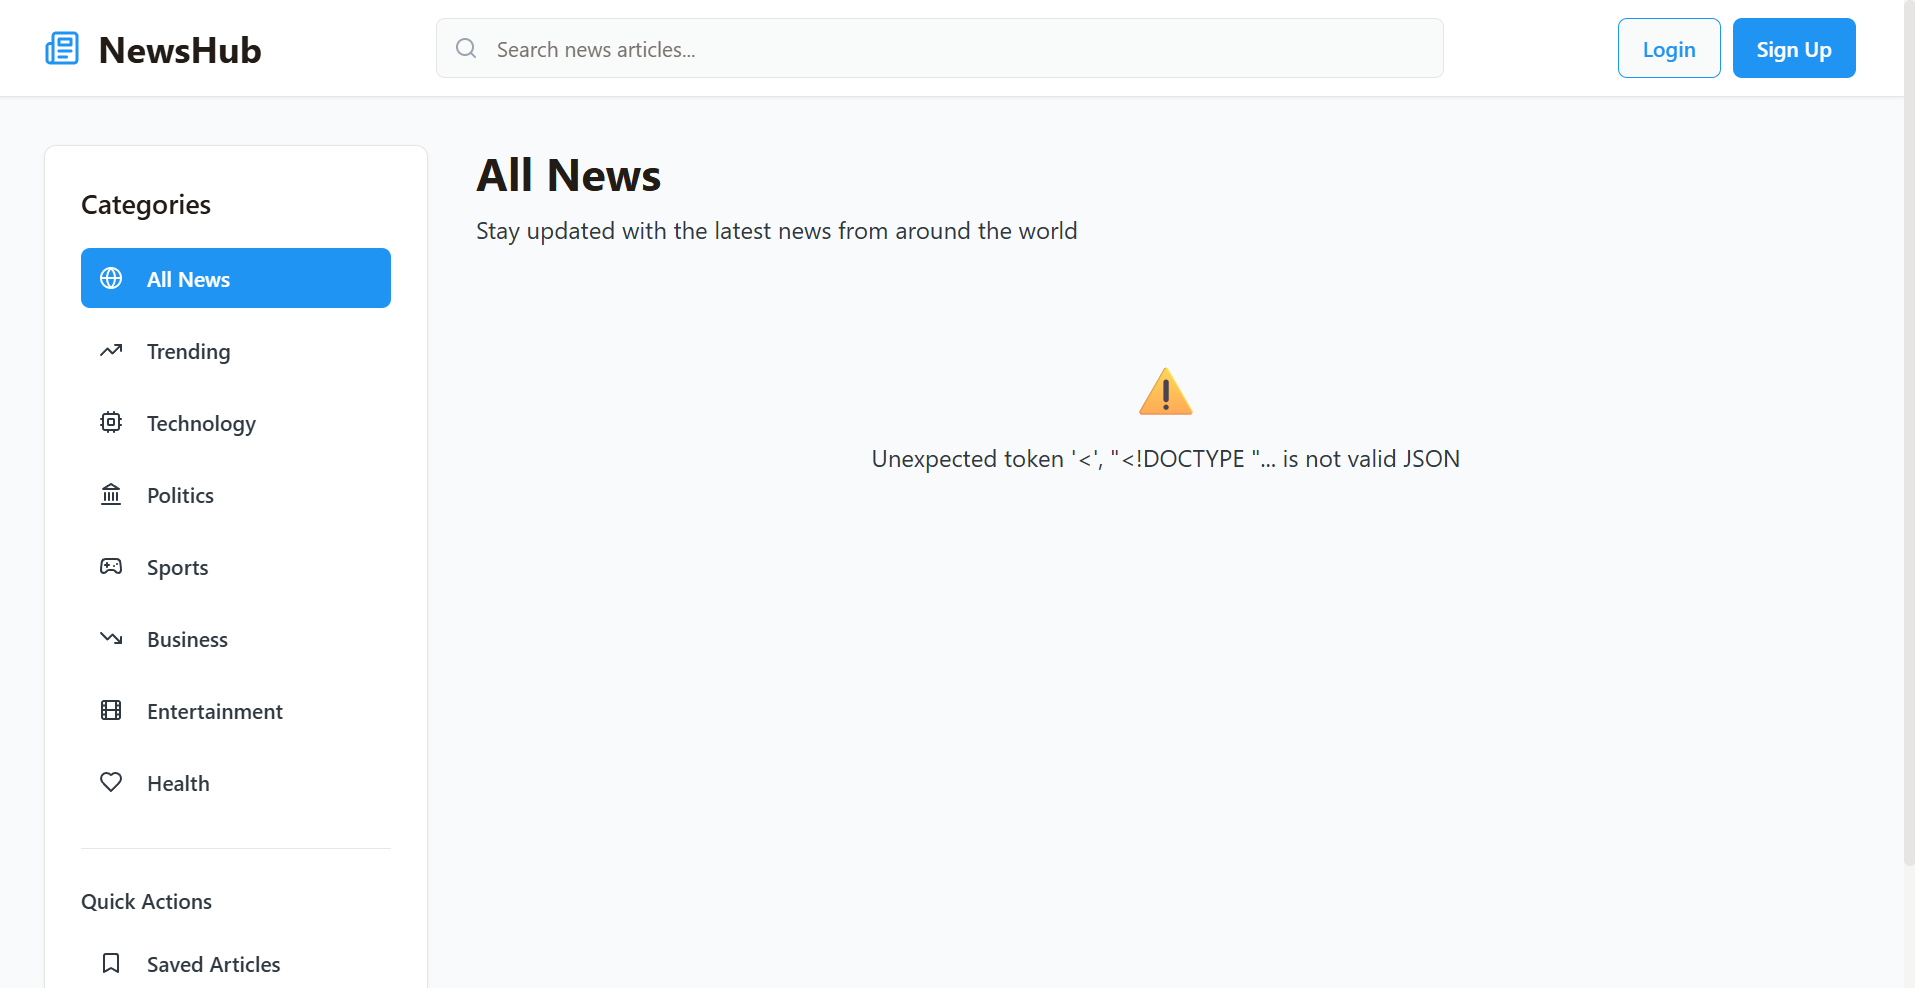 NewsHub
Search news articles...
Login
Sign Up
Categories
All News
Trending
Technology
Politics
Sports
Business
Entertainment
Health
Quick Actions
Saved Articles
All News
Stay updated with the latest news from around the world
Unexpected token '<', "<!DOCTYPE "... is not valid JSON